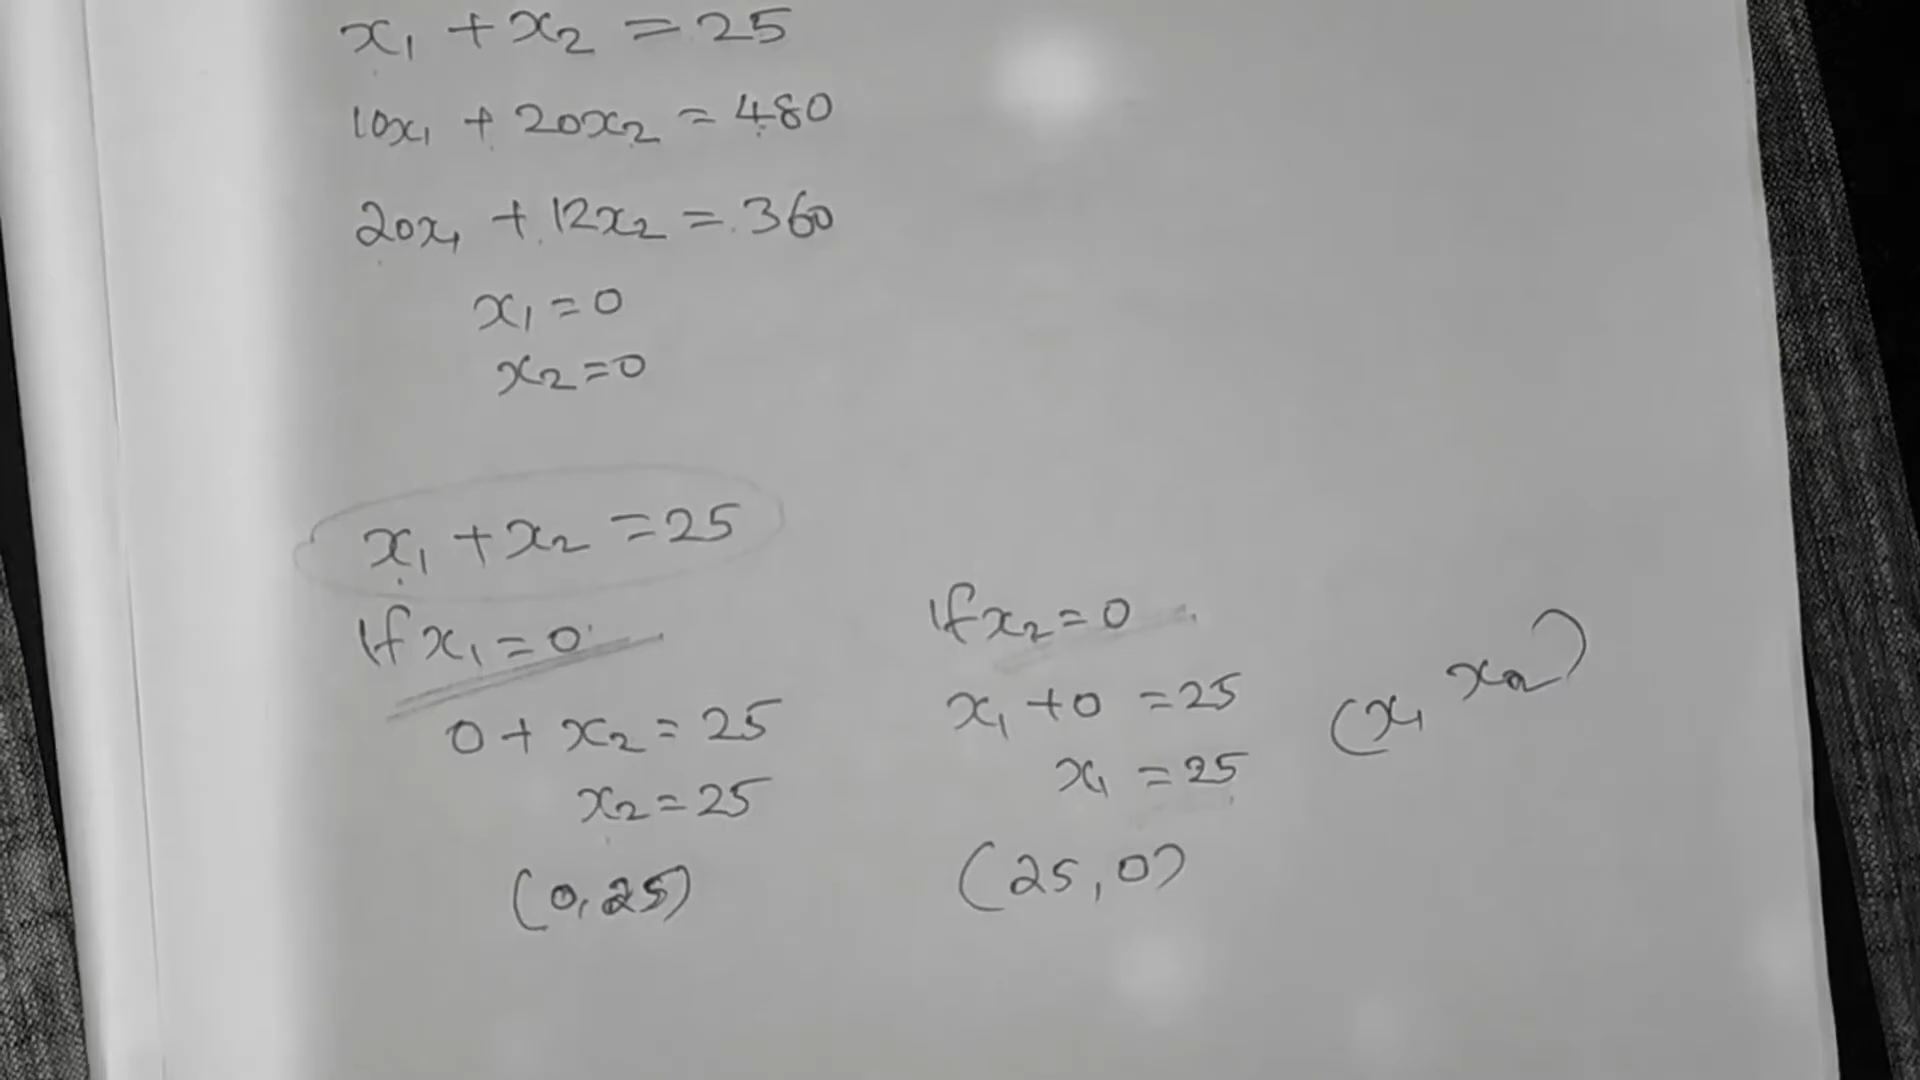 x₁ + x₂ = 25
10x₁ + 20x₂ = 480
20x₁ + 12x₂ = 360
x₁ = 0
x₂ = 0
x₁ + x₂ = 25
If x₁ = 0
0 + x₂ = 25
x₂ = 25
(0, 25)
If x₂ = 0
x₁ + 0 = 25
x₁ = 25
(25, 0)
(x₁ x₂)